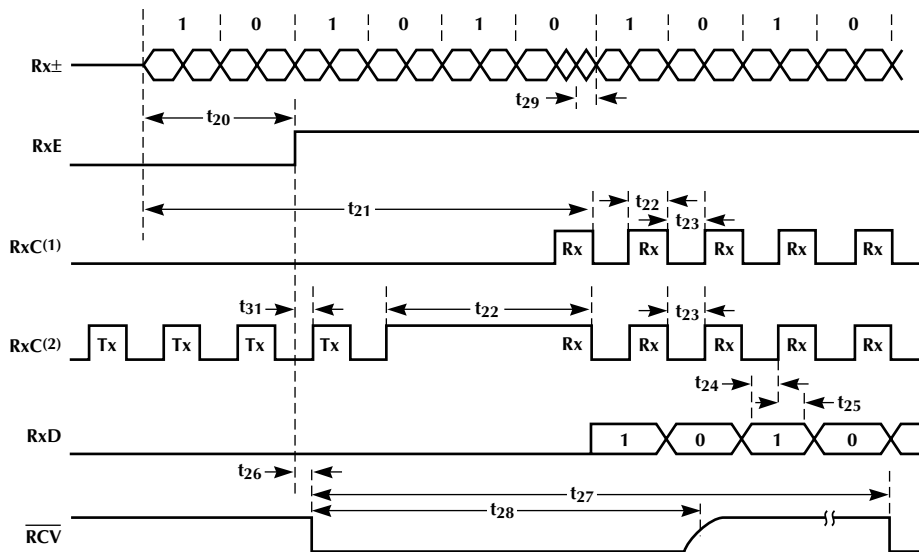 1 0 1 0 1 0 1 0 1 0
Rx±
t29
t20
RxE
t21
t22
t23
RxC(1)
Rx Rx Rx Rx Rx
t31
t22
t23
RxC(2)
Tx Tx Tx Tx Rx Rx Rx Rx Rx
t24
t25
RxD
1 0 1 0
t26
t27
t28
RCV